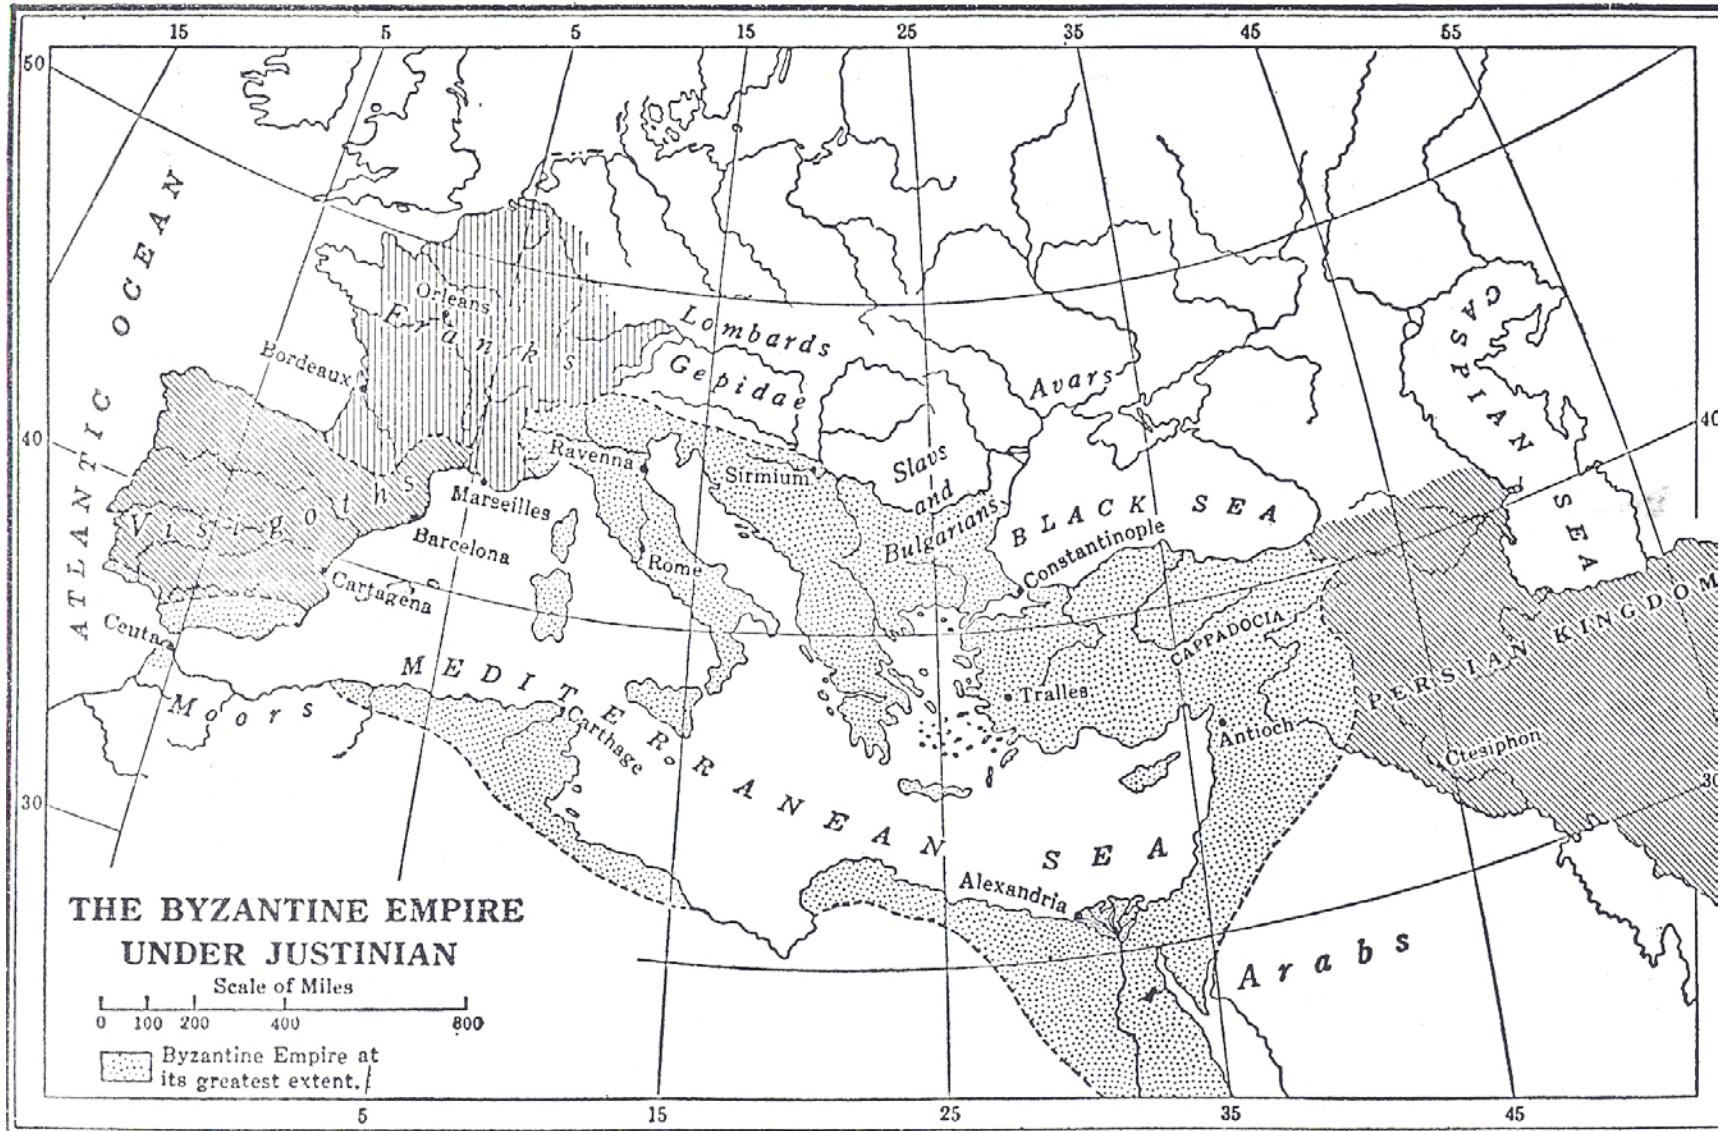 15 5 5 15 25 35 45 55
50
ATLANTIC OCEAN
Orleans
Franks
Lombards
Gepidae
Avars
Bordeaux
CASPIAN SEA
40
40
Ravenna
Sirmium
Slavs
and
Bulgarians
BLACK SEA
Visigoths
Marseilles
Barcelona
Constantinople
Rome
Cartagena
CAPPADOCIA
PERSIAN KINGDOM
Ceuta
MEDITERRANEAN SEA
Moors
Tralles
Carthage
Antioch
Ctesiphon
30
30
Alexandria
Arabs
THE BYZANTINE EMPIRE
UNDER JUSTINIAN
Scale of Miles
0 100 200 400 800
Byzantine Empire at
its greatest extent.
5 15 25 35 45